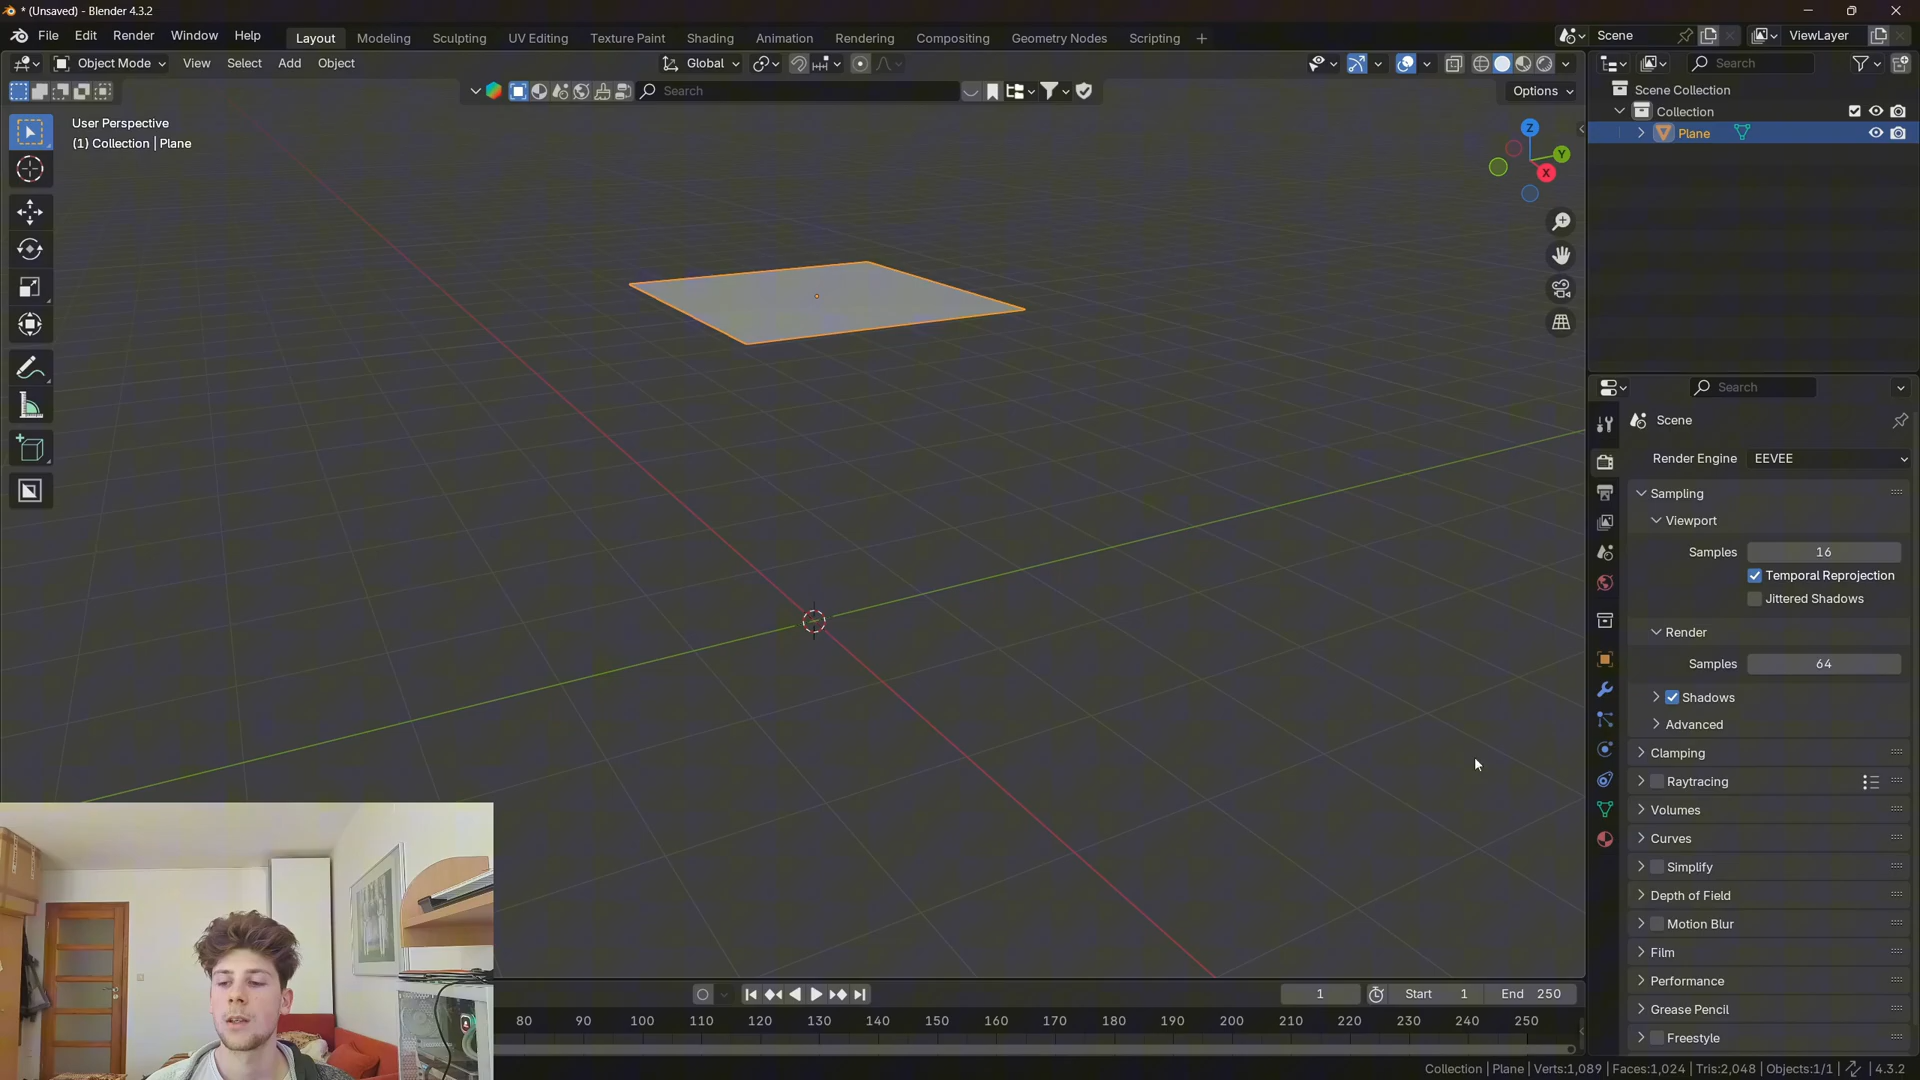 * (Unsaved) - Blender 4.3.2
File Edit Render Window Help Layout Modeling Sculpting UV Editing Texture Paint Shading Animation Rendering Compositing Geometry Nodes Scripting + Scene ViewLayer
Object Mode View Select Add Object Global Search
Search Options
User Perspective
(1) Collection | Plane
Z
Y
X
Scene Collection
Collection
Plane
Search
Scene
Render Engine EEVEE
Sampling
Viewport
Samples 16
Temporal Reprojection
Jittered Shadows
Render
Samples 64
Shadows
Advanced
Clamping
Raytracing
Volumes
Curves
Simplify
Depth of Field
Motion Blur
Film
Performance
Grease Pencil
Freestyle
1 Start 1 End 250
80 90 100 110 120 130 140 150 160 170 180 190 200 210 220 230 240 250
Collection | Plane | Verts:1,089 | Faces:1,024 | Tris:2,048 | Objects:1/1 | 4.3.2